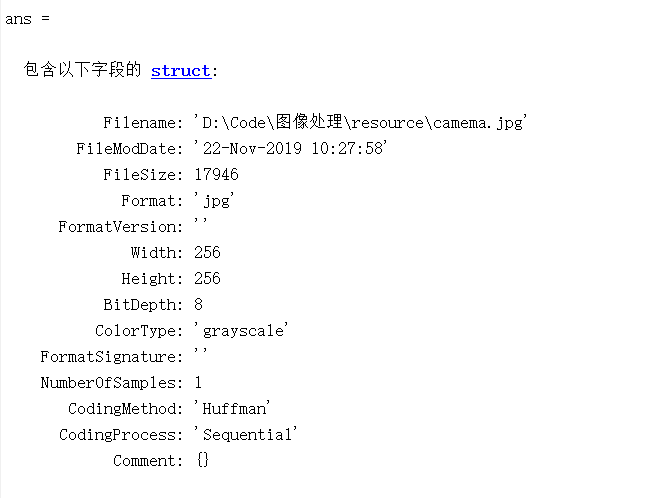 ans =
包含以下字段的 struct:
Filename: 'D:\Code\图像处理\resource\camema.jpg'
FileModDate: '22-Nov-2019 10:27:58'
FileSize: 17946
Format: 'jpg'
FormatVersion: ''
Width: 256
Height: 256
BitDepth: 8
ColorType: 'grayscale'
FormatSignature: ''
NumberOfSamples: 1
CodingMethod: 'Huffman'
CodingProcess: 'Sequential'
Comment: {}